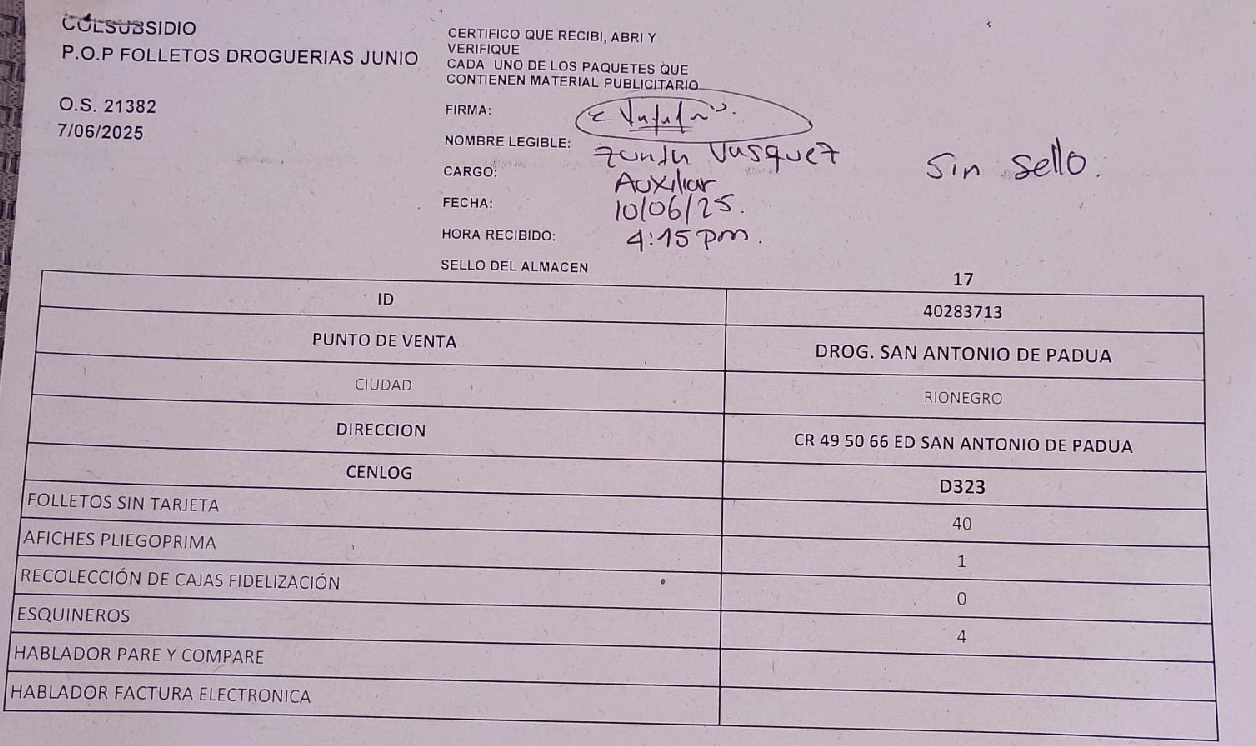 COLSUBSIDIO
P.O.P FOLLETOS DROGUERIAS JUNIO
O.S. 21382
7/06/2025
CERTIFICO QUE RECIBI, ABRI Y
VERIFIQUE
CADA UNO DE LOS PAQUETES QUE
CONTIENEN MATERIAL PUBLICITARIO
FIRMA:
NOMBRE LEGIBLE: Vasquez
CARGO: Auxiliar
FECHA: 10/06/25.
HORA RECIBIDO: 4:15 pm.
SELLO DEL ALMACEN
Sin sello.
17
ID 40283713
PUNTO DE VENTA DROG. SAN ANTONIO DE PADUA
CIUDAD RIONEGRO
DIRECCION CR 49 50 66 ED SAN ANTONIO DE PADUA
CENLOG D323
FOLLETOS SIN TARJETA 40
AFICHES PLIEGOPRIMA 1
RECOLECCIÓN DE CAJAS FIDELIZACIÓN 0
ESQUINEROS 4
HABLADOR PARE Y COMPARE
HABLADOR FACTURA ELECTRONICA